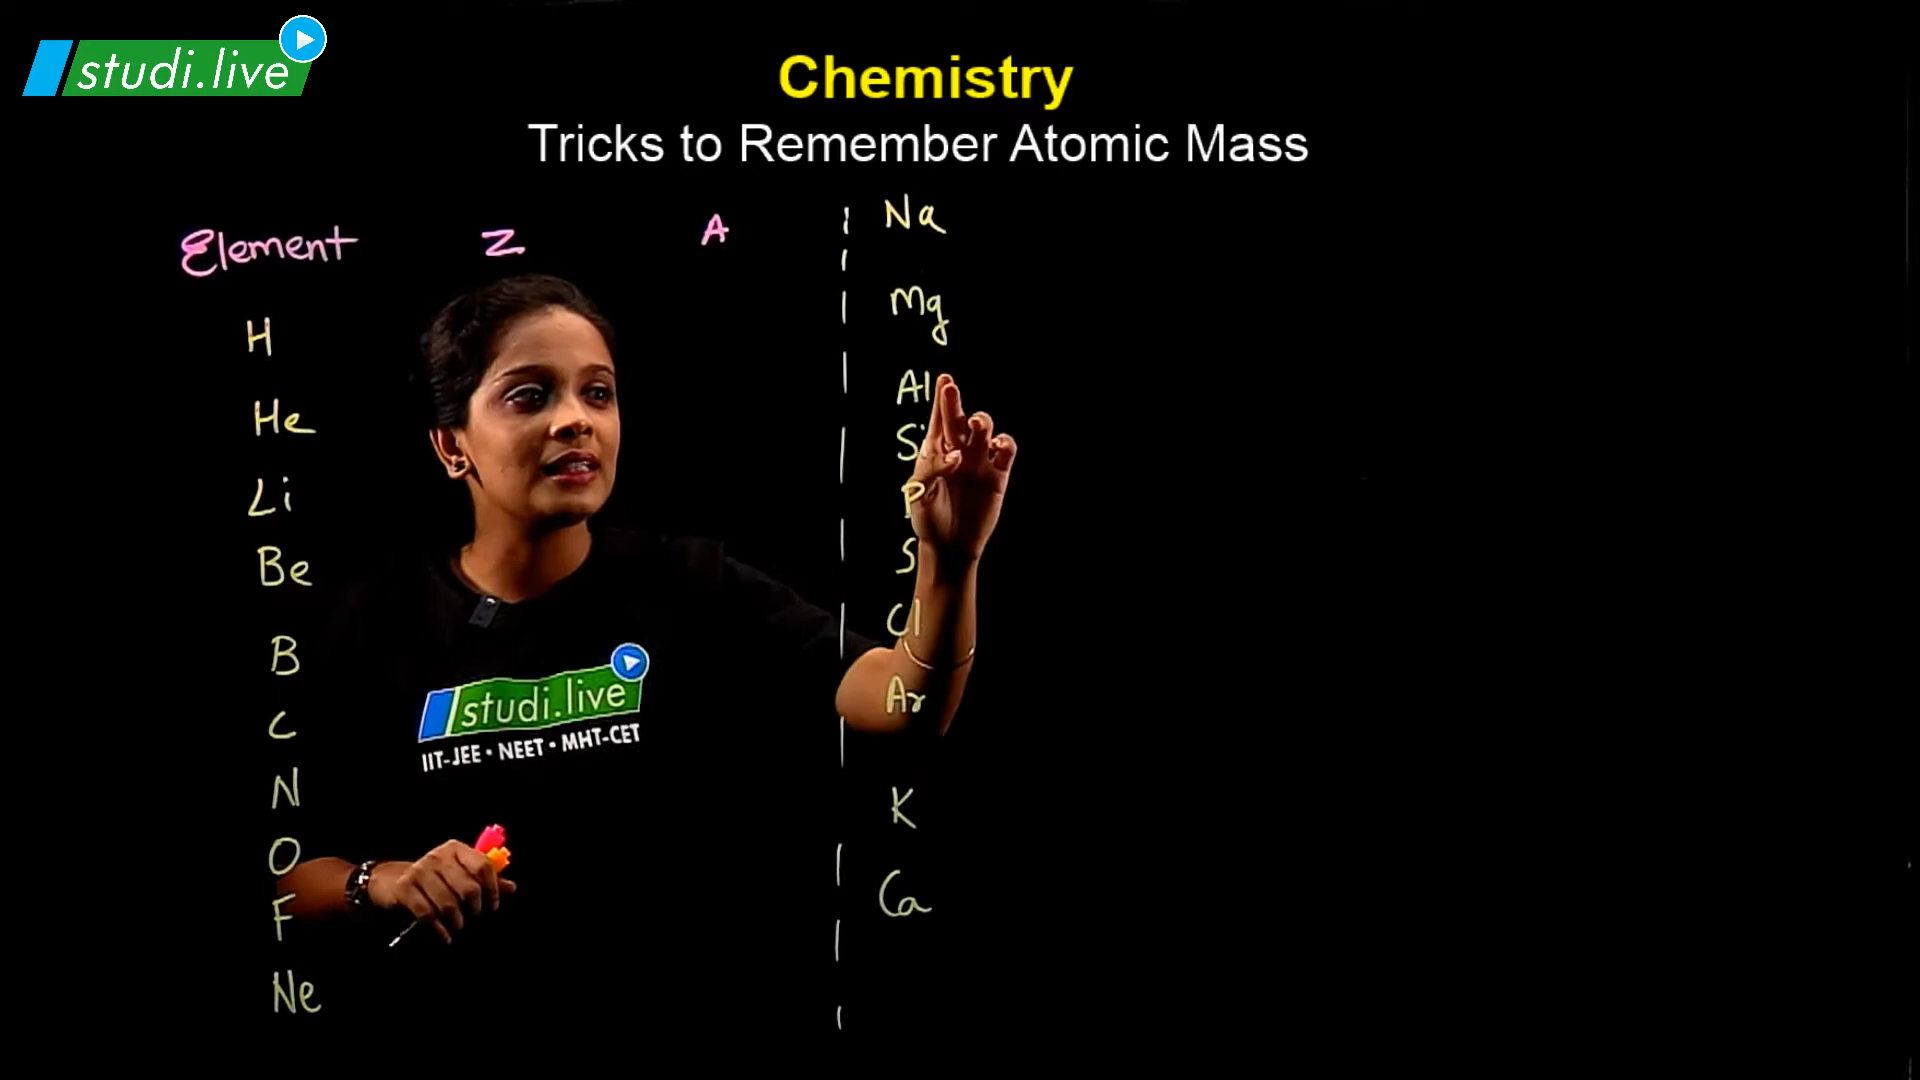 studi.live
Chemistry
Tricks to Remember Atomic Mass
Element Z A
H
He
Li
Be
B
C
N
O
F
Ne
Na
Mg
Al
Si
P
S
Cl
Ar
K
Ca
studi.live
IIT-JEE • NEET • MHT-CET